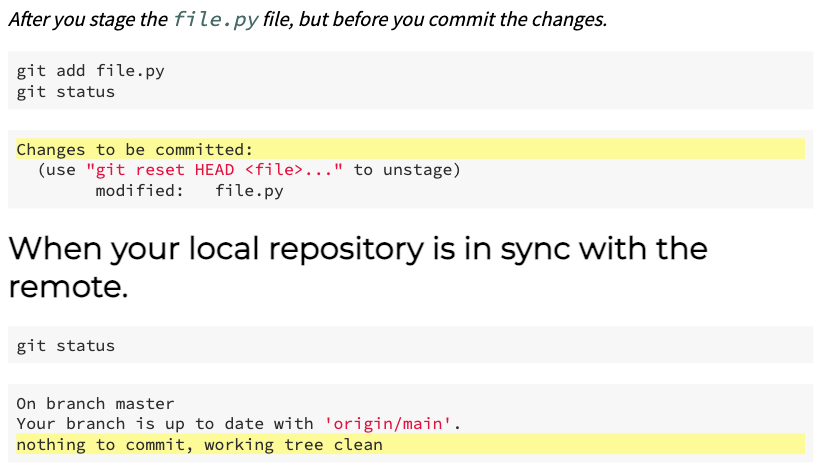 After you stage the file.py file, but before you commit the changes.
git add file.py
git status
Changes to be committed:
  (use "git reset HEAD <file>..." to unstage)
        modified:   file.py
When your local repository is in sync with the
remote.
git status
On branch master
Your branch is up to date with 'origin/main'.
nothing to commit, working tree clean